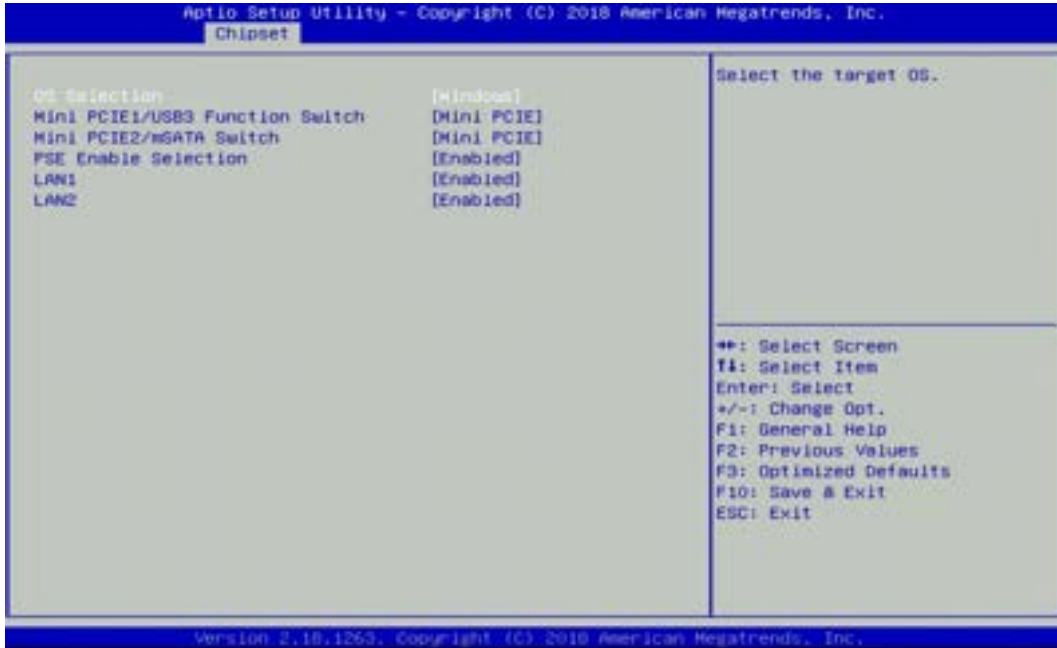 Aptio Setup Utility – Copyright (C) 2018 American Megatrends, Inc.
Chipset
OS Selection [Windows]
Mini PCIE1/USB3 Function Switch [Mini PCIE]
Mini PCIE2/mSATA Switch [Mini PCIE]
PSE Enable Selection [Enabled]
LAN1 [Enabled]
LAN2 [Enabled]
Select the target OS.
→←: Select Screen
↑↓: Select Item
Enter: Select
+/-: Change Opt.
F1: General Help
F2: Previous Values
F3: Optimized Defaults
F10: Save & Exit
ESC: Exit
Version 2.18.1263. Copyright (C) 2018 American Megatrends, Inc.